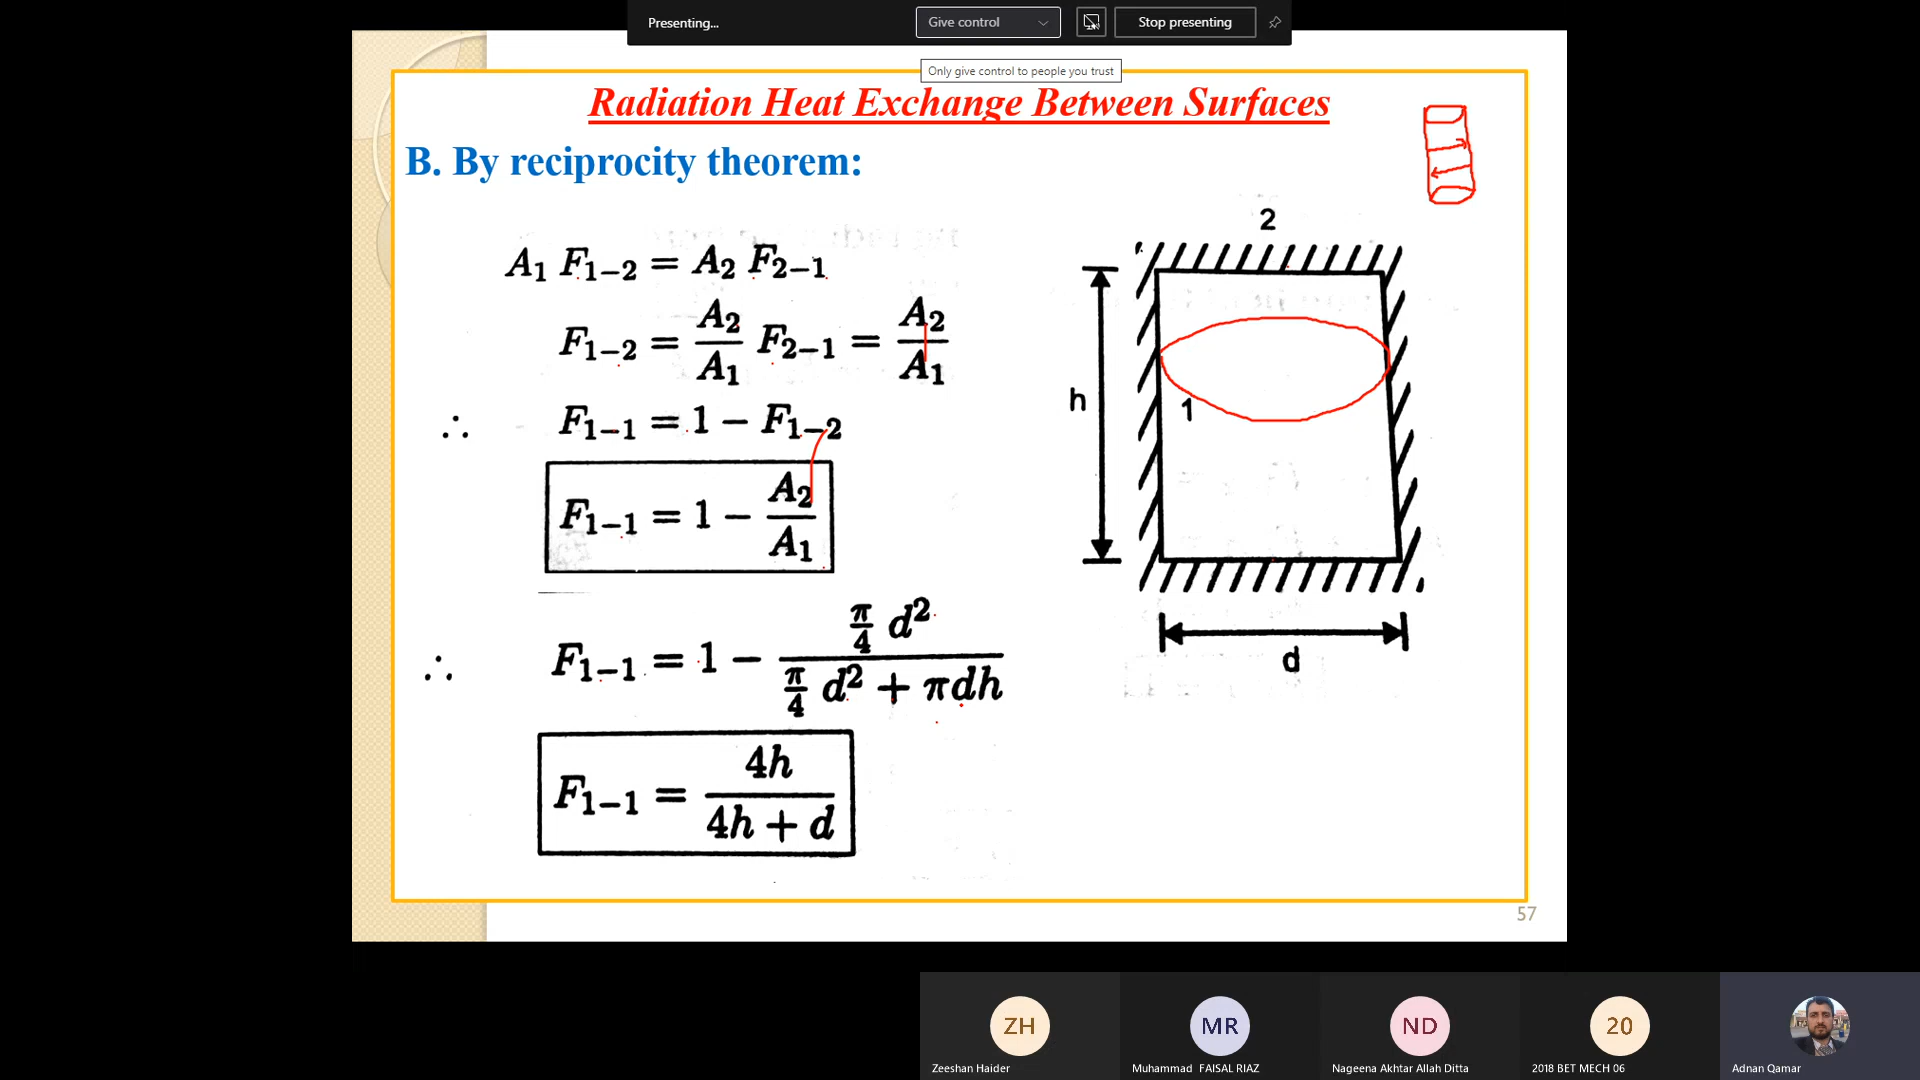 Presenting...
Give control
Stop presenting
Only give control to people you trust
Radiation Heat Exchange Between Surfaces
B. By reciprocity theorem:
A₁ F₁₋₂ = A₂ F₂₋₁
F₁₋₂ = A₂/A₁ F₂₋₁ = A₂/A₁
∴ F₁₋₁ = 1 − F₁₋₂
F₁₋₁ = 1 − A₂/A₁
∴ F₁₋₁ = 1 − (π/4 d²)/(π/4 d² + πdh)
F₁₋₁ = 4h/(4h + d)
2
h
1
d
57
ZH
MR
ND
20
Zeeshan Haider
Muhammad FAISAL RIAZ
Nageena Akhtar Allah Ditta
2018 BET MECH 06
Adnan Qamar